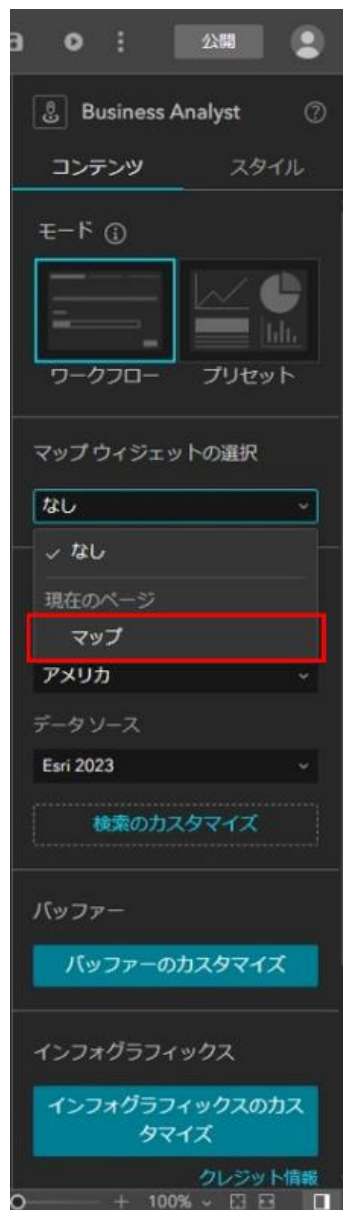 公開
Business Analyst
コンテンツ スタイル
モード
ワークフロー プリセット
マップ ウィジェットの選択
なし
なし
現在のページ
マップ
アメリカ
データ ソース
Esri 2023
検索のカスタマイズ
バッファー
バッファーのカスタマイズ
インフォグラフィックス
インフォグラフィックスのカス
タマイズ
クレジット情報
100%